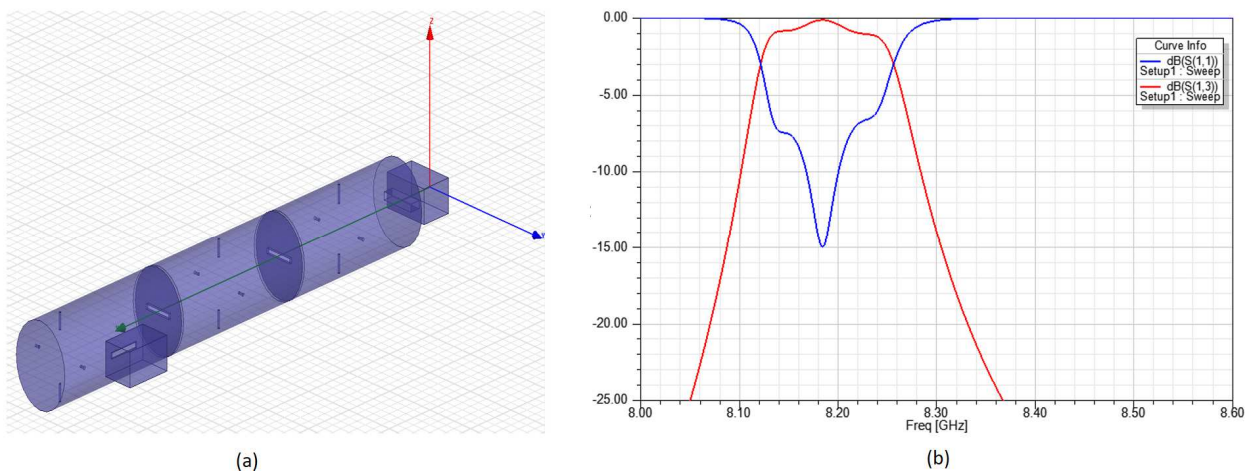 z
0.00
-5.00
-10.00
-15.00
-20.00
-25.00
8.00 8.10 8.20 8.30 8.40 8.50 8.60
Freq [GHz]
Curve Info
dB(S(1,1))
Setup1 : Sweep
dB(S(1,3))
Setup1 : Sweep
(a)
(b)